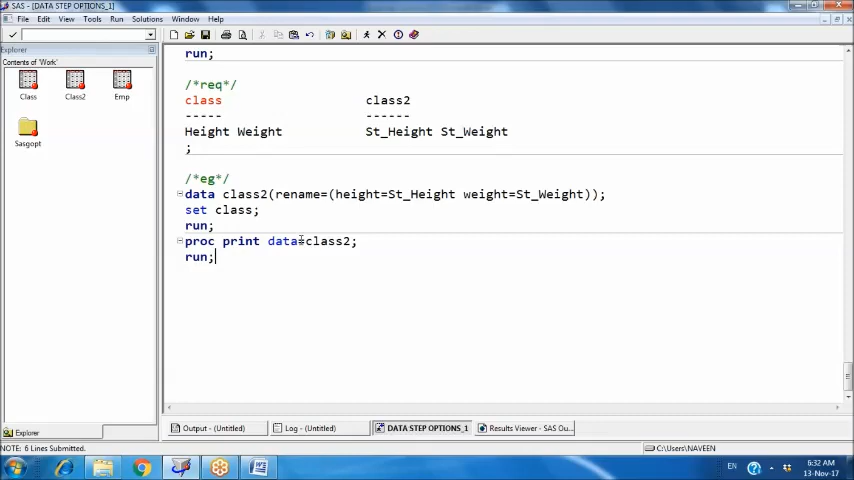 SAS - [DATA STEP OPTIONS_1]
File Edit View Tools Run Solutions Window Help
Explorer
Contents of 'Work'
Class Class2 Emp
Sasgopt
run;
/*req*/
class class2
----- ------
Height Weight St_Height St_Weight
;
/*eg*/
data class2(rename=(height=St_Height weight=St_Weight));
set class;
run;
proc print data=class2;
run;
Explorer
Output - (Untitled) Log - (Untitled) DATA STEP OPTIONS_1 Results Viewer - SAS Ou...
NOTE: 6 Lines Submitted. C:\Users\NAVEEN
EN 6:32 AM
13-Nov-17